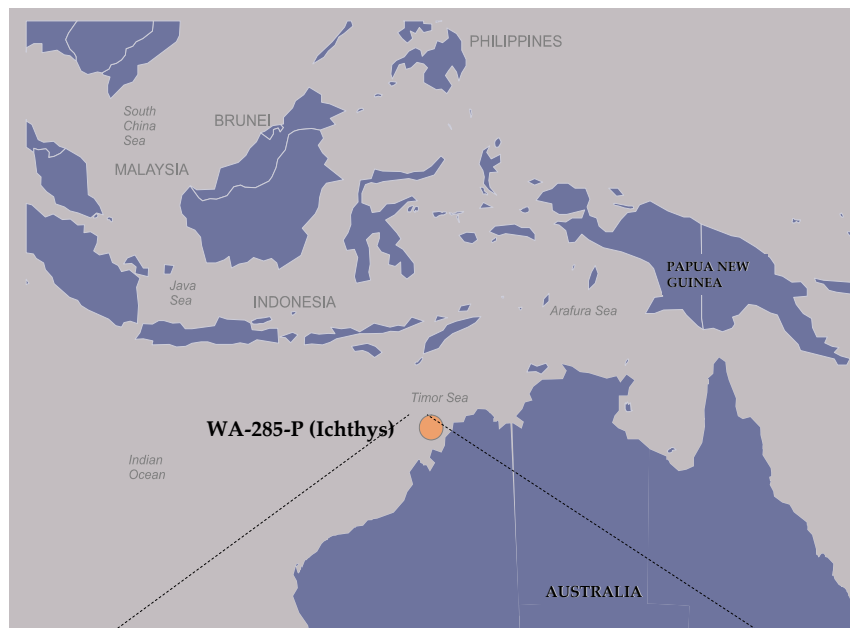 PHILIPPINES
South
China
Sea
BRUNEI
MALAYSIA
PAPUA NEW
GUINEA
Java
Sea
INDONESIA
Arafura Sea
Timor Sea
WA-285-P (Ichthys)
Indian
Ocean
AUSTRALIA